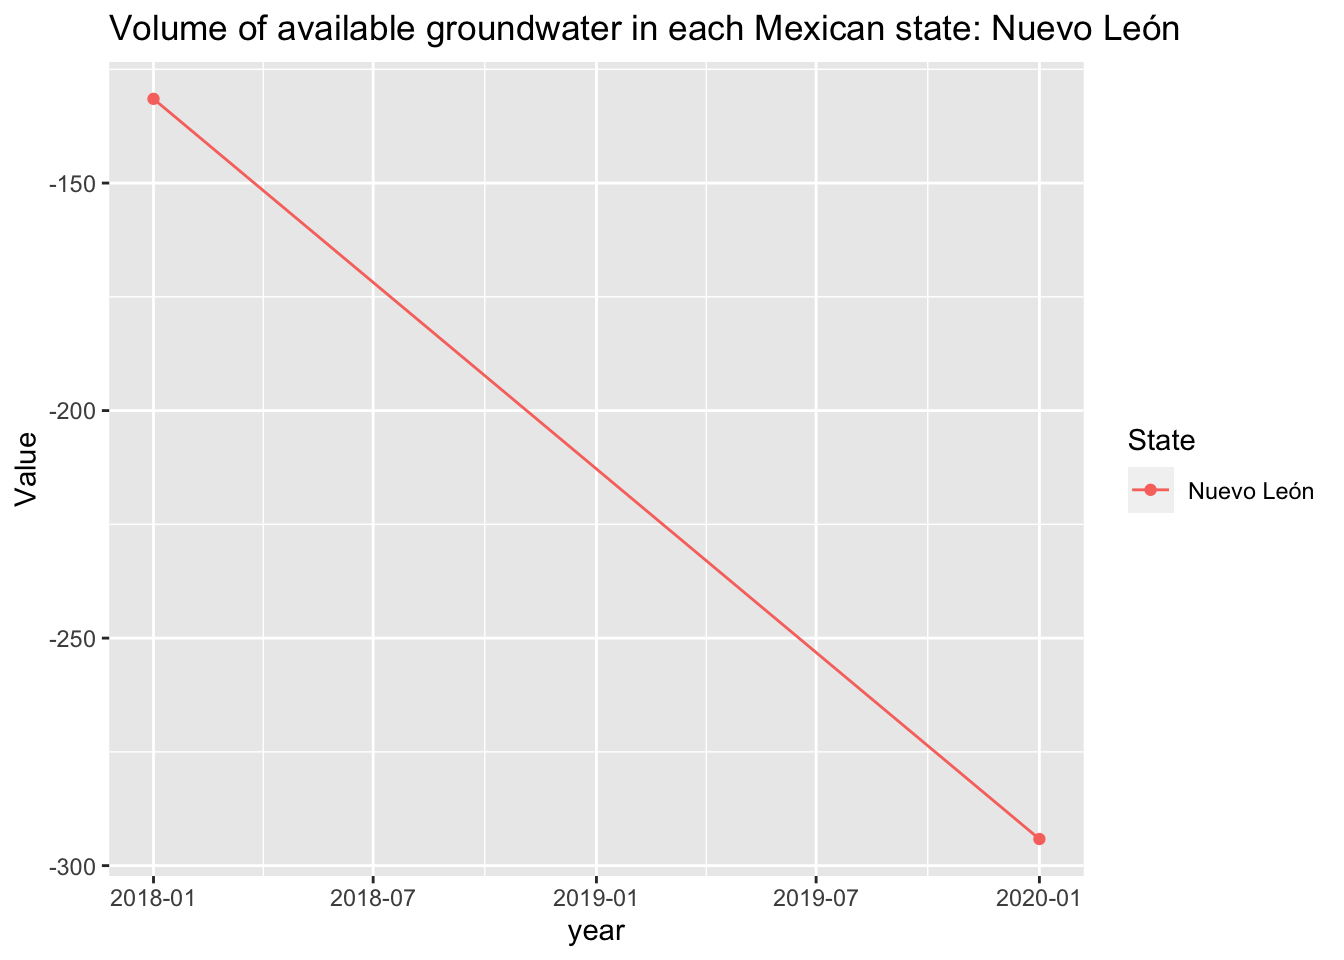 Volume of available groundwater in each Mexican state: Nuevo León
-150
-200
-250
-300
Value
2018-01
2018-07
2019-01
2019-07
2020-01
year
State
Nuevo León